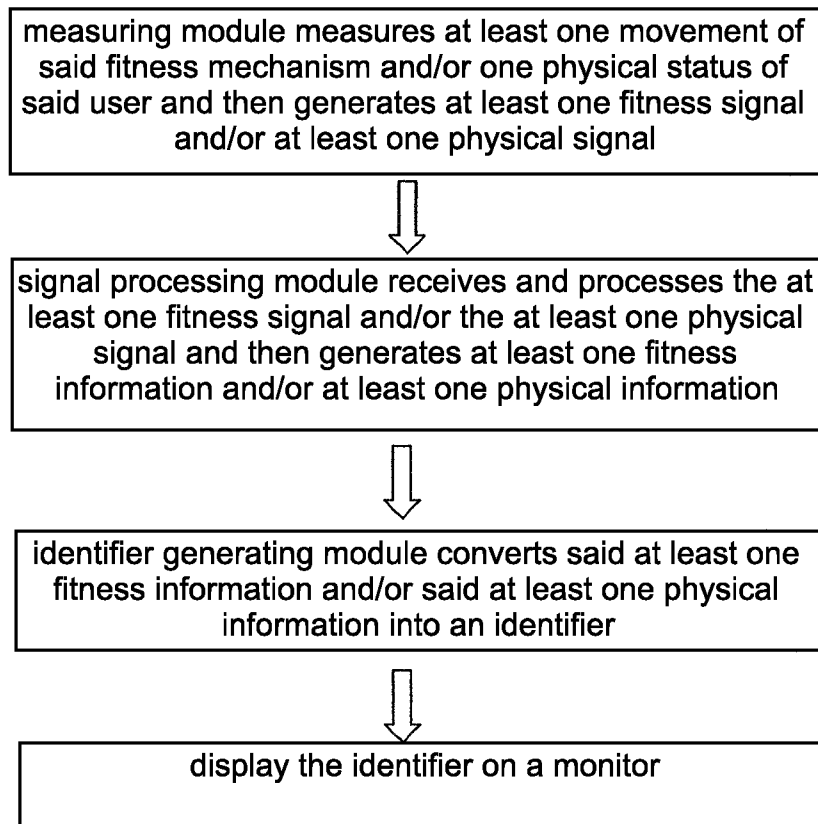 measuring module measures at least one movement of
said fitness mechanism and/or one physical status of
said user and then generates at least one fitness signal
and/or at least one physical signal
signal processing module receives and processes the at
least one fitness signal and/or the at least one physical
signal and then generates at least one fitness
information and/or at least one physical information
identifier generating module converts said at least one
fitness information and/or said at least one physical
information into an identifier
display the identifier on a monitor